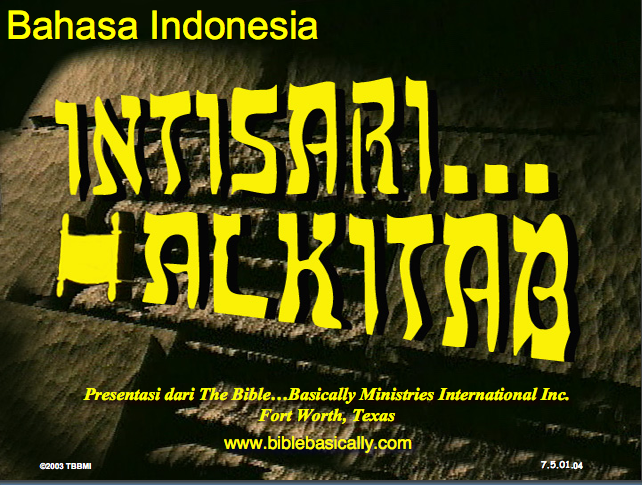 Bahasa Indonesia
INTISARI...
ALKITAB
Presentasi dari The Bible...Basically Ministries International Inc.
Fort Worth, Texas
www.biblebasically.com
©2003 TBBMI
7.5.01.04